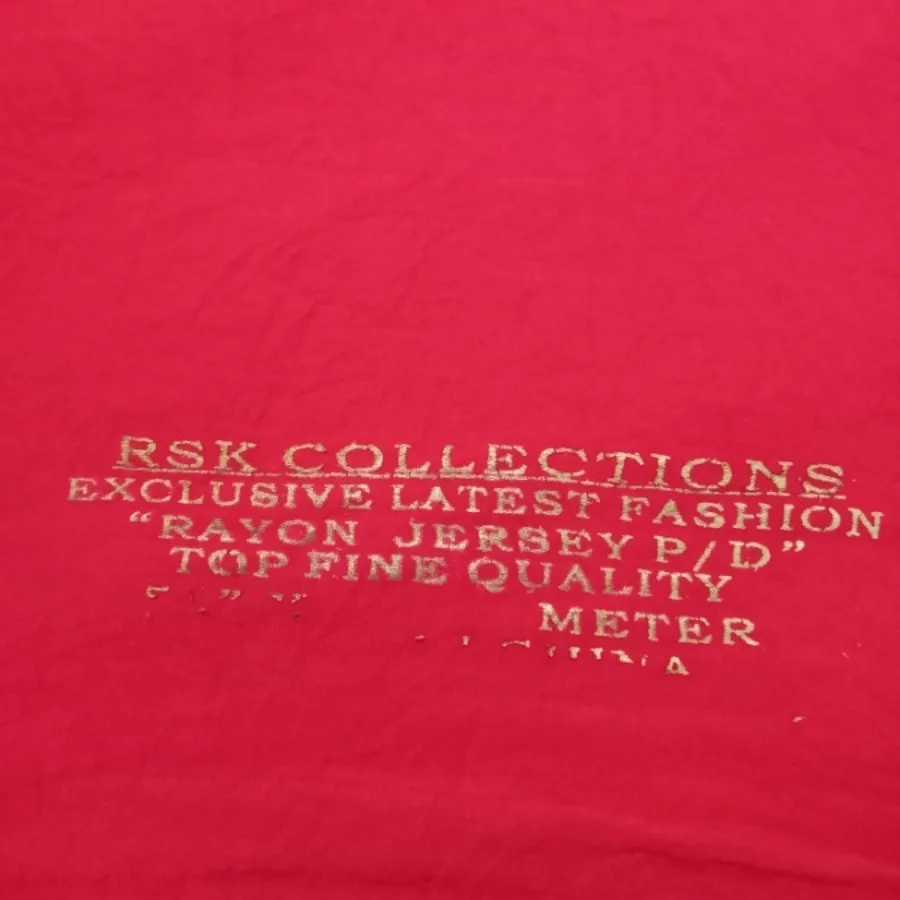 RSK COLLECTIONS
EXCLUSIVE LATEST FASHION
“RAYON JERSEY P/D”
TOP FINE QUALITY
METER